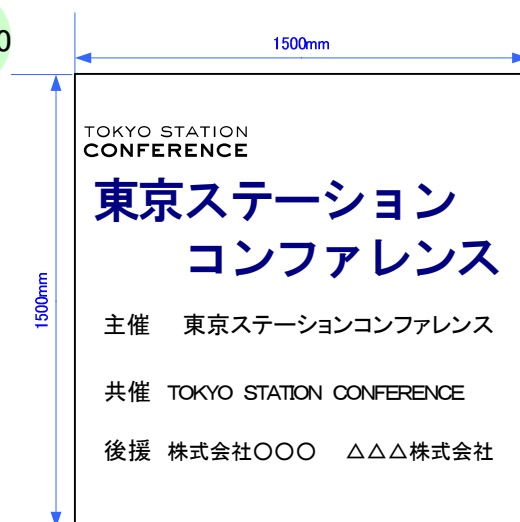 0
1500mm
1500mm
TOKYO STATION
CONFERENCE
東京ステーション
コンファレンス
主催 東京ステーションコンファレンス
共催 TOKYO STATION CONFERENCE
後援 株式会社〇〇〇 △△△株式会社